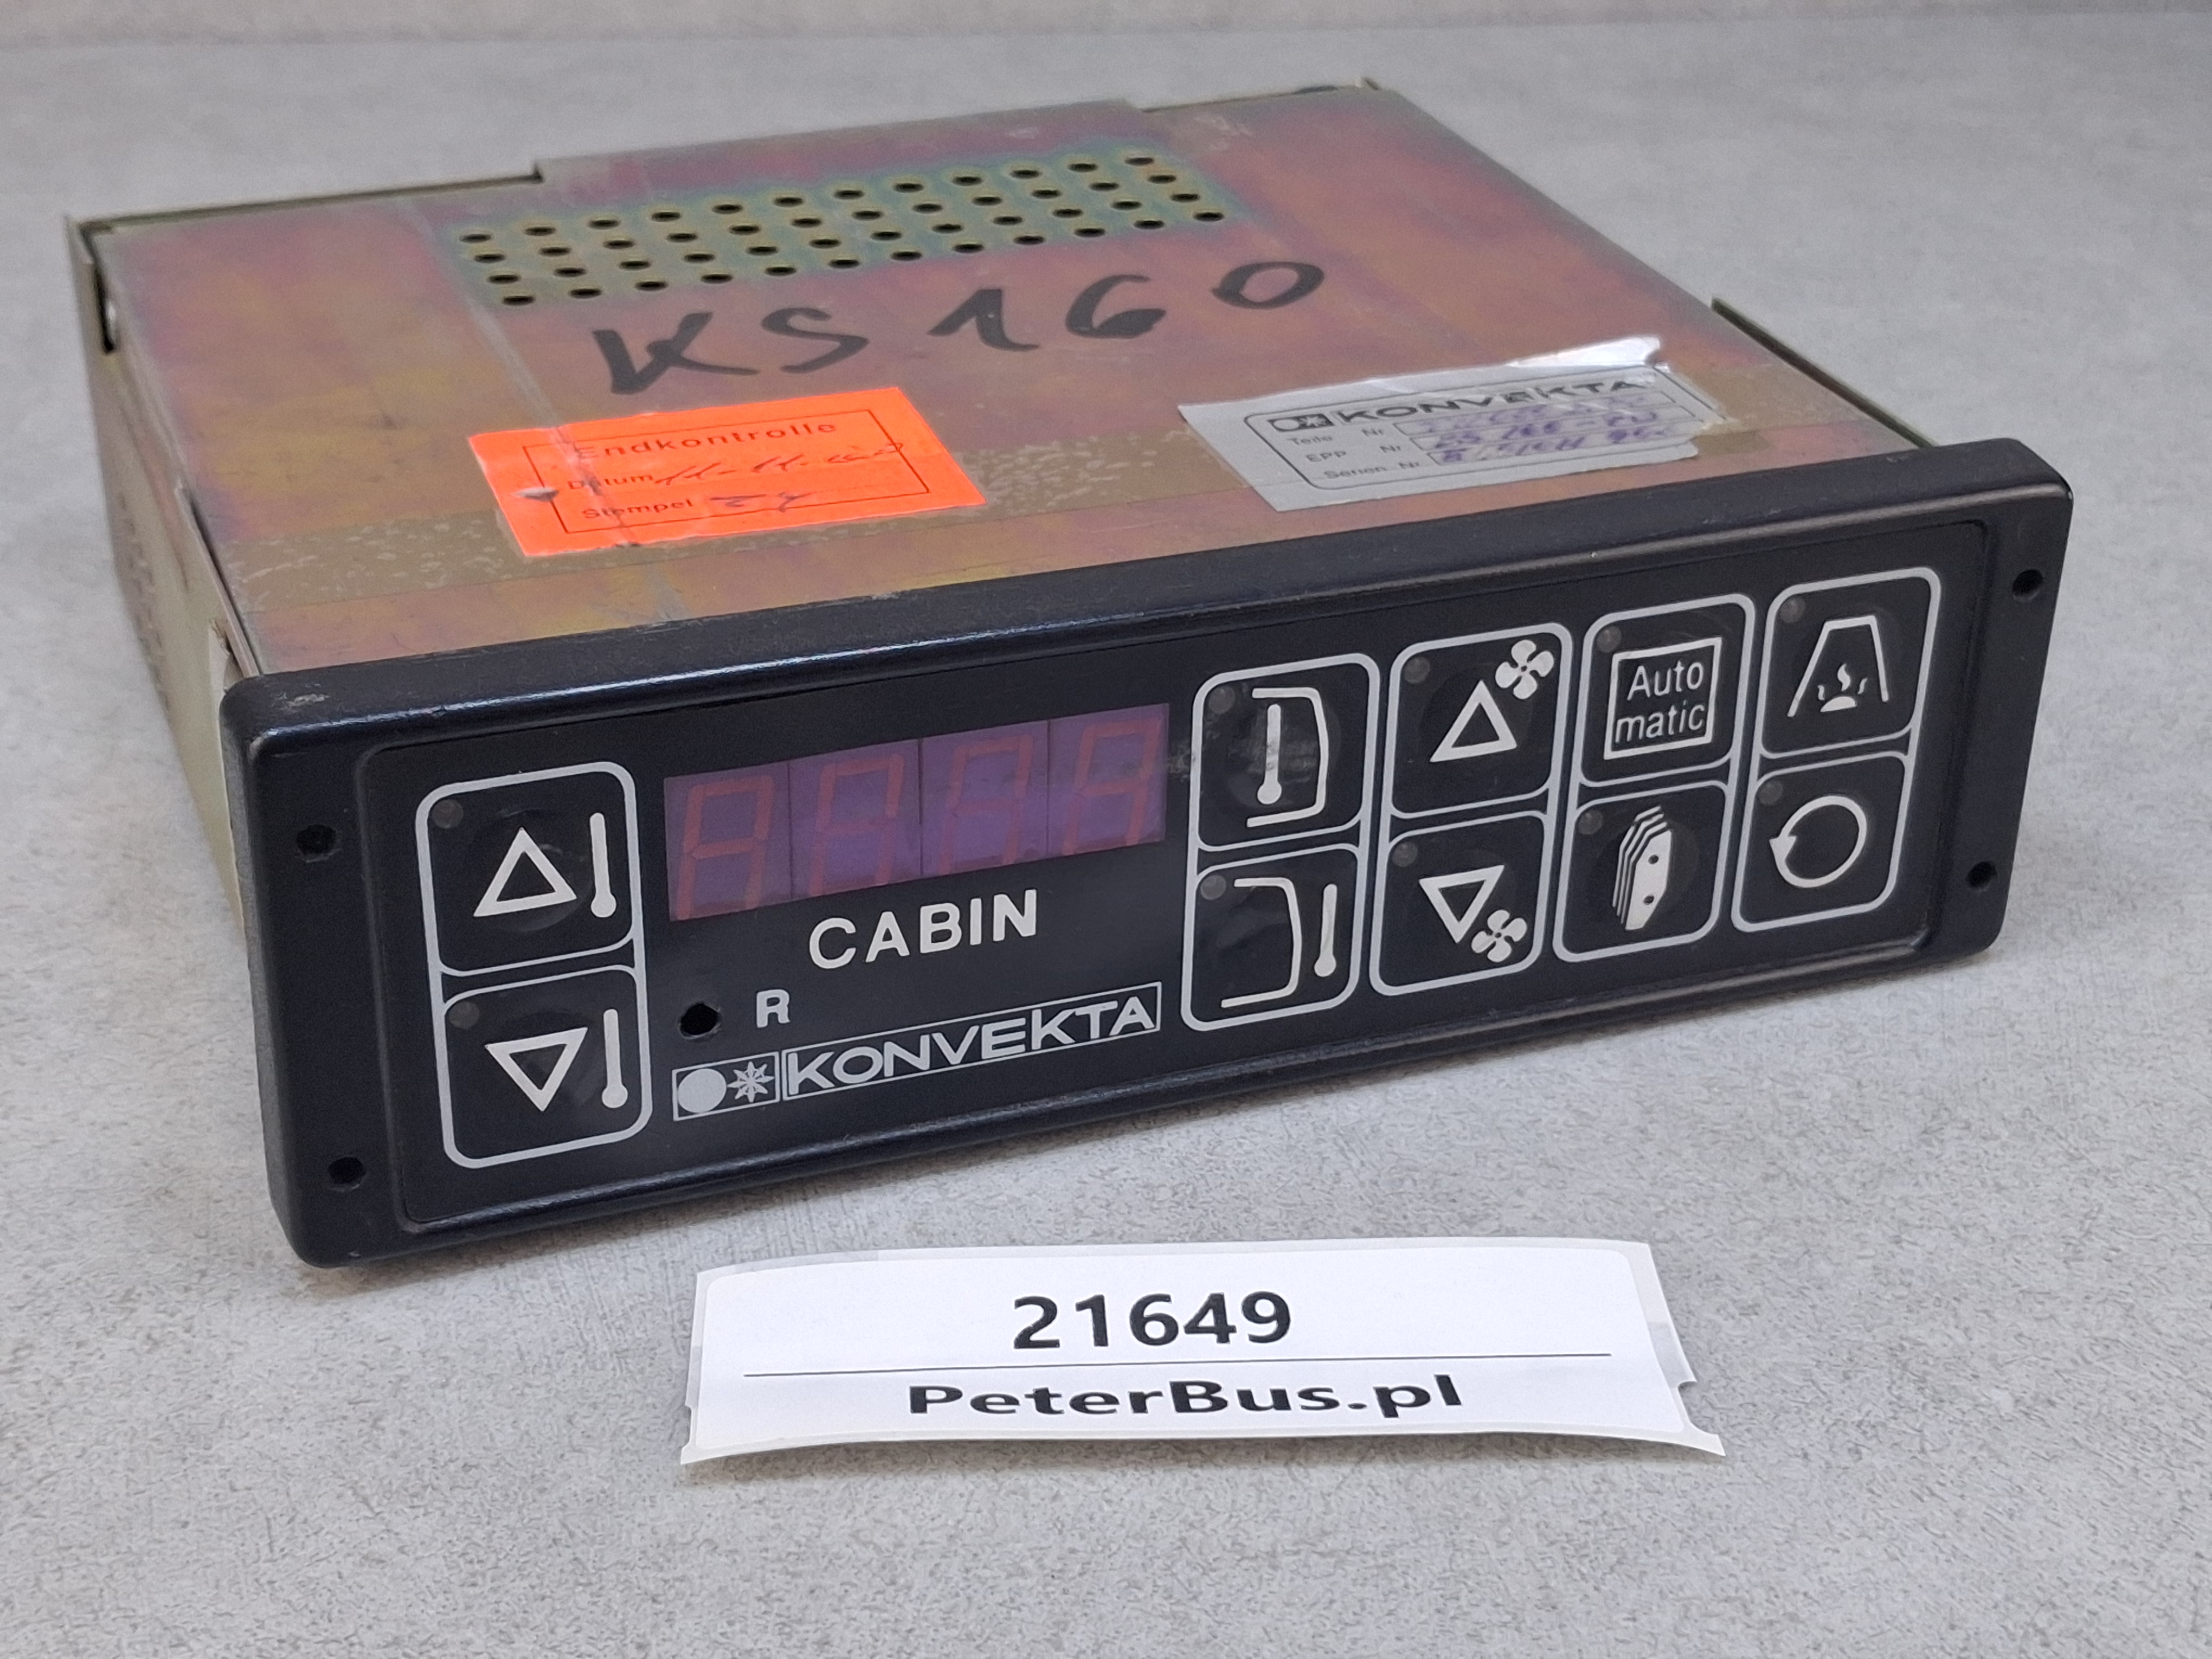 KS160
Endkontrolle
Datum
Stempel
KONVEKTA
Teile Nr
EPP Nr
Serien Nr.
Auto
matic
CABIN
R
KONVEKTA
21649
PeterBus.pl